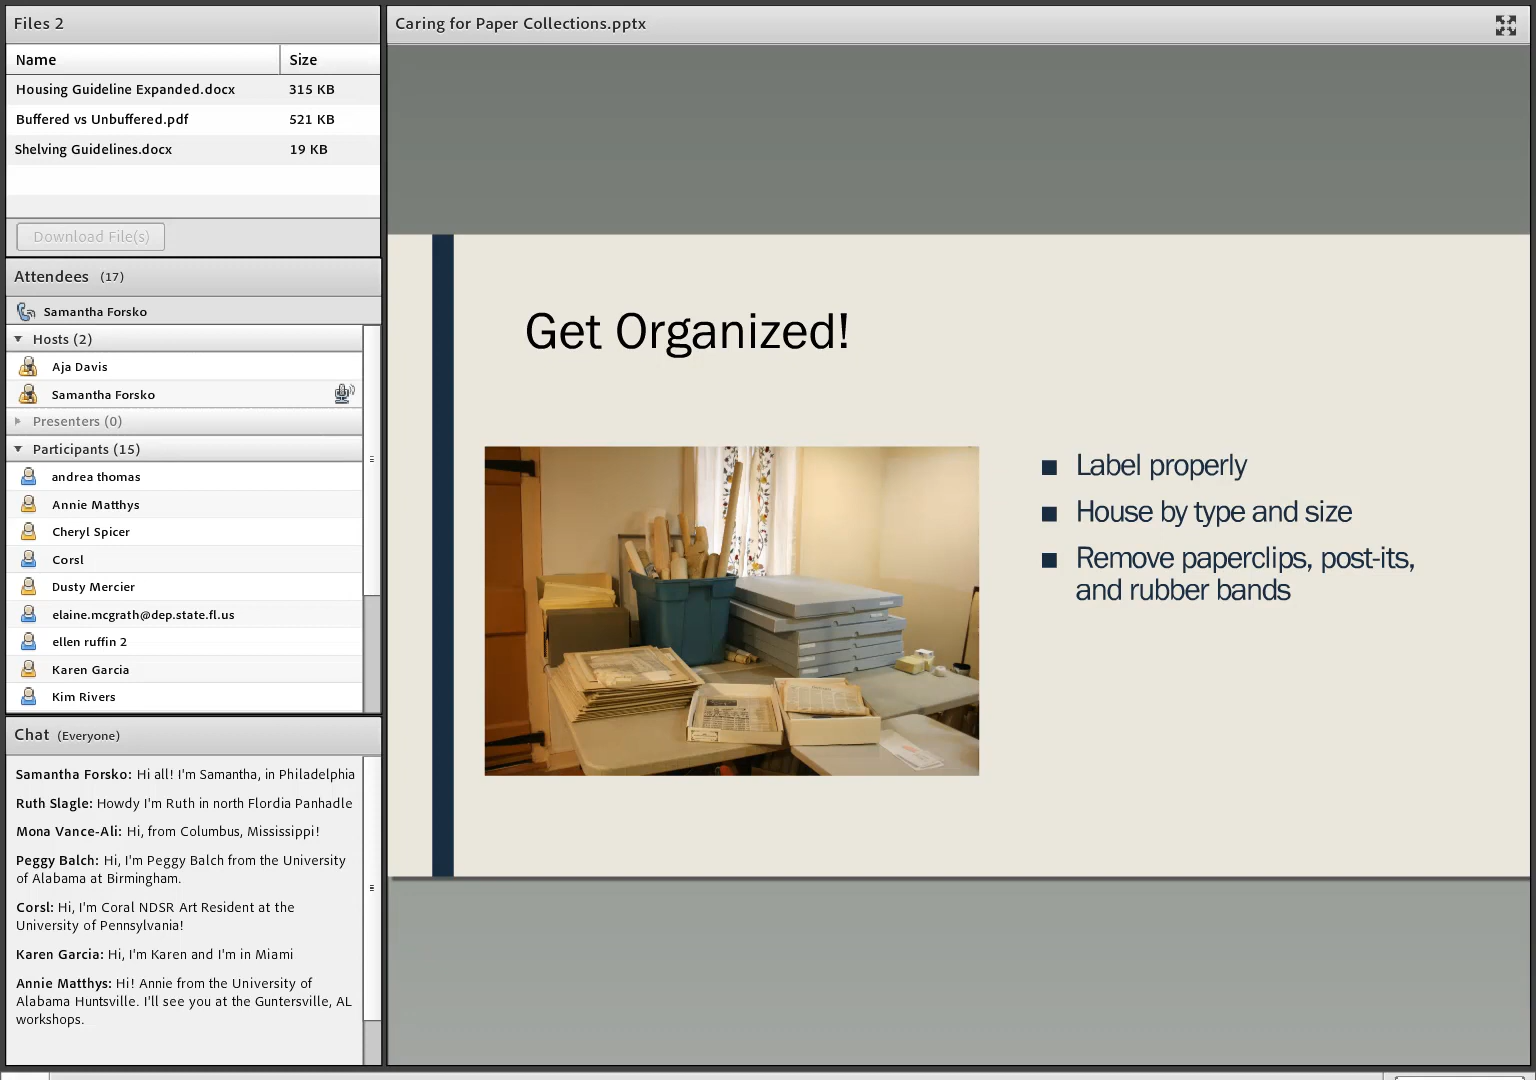 Files 2
Name Size
Housing Guideline Expanded.docx 315 KB
Buffered vs Unbuffered.pdf 521 KB
Shelving Guidelines.docx 19 KB
Download File(s)
Attendees (17)
Samantha Forsko
Hosts (2)
Aja Davis
Samantha Forsko
Presenters (0)
Participants (15)
andrea thomas
Annie Matthys
Cheryl Spicer
Corsl
Dusty Mercier
elaine.mcgrath@dep.state.fl.us
ellen ruffin 2
Karen Garcia
Kim Rivers
Chat (Everyone)
Samantha Forsko: Hi all! I'm Samantha, in Philadelphia
Ruth Slagle: Howdy I'm Ruth in north Flordia Panhadle
Mona Vance-Ali: Hi, from Columbus, Mississippi!
Peggy Balch: Hi, I'm Peggy Balch from the University
of Alabama at Birmingham.
Corsl: Hi, I'm Coral NDSR Art Resident at the
University of Pennsylvania!
Karen Garcia: Hi, I'm Karen and I'm in Miami
Annie Matthys: Hi! Annie from the University of
Alabama Huntsville. I'll see you at the Guntersville, AL
workshops.
Caring for Paper Collections.pptx
Get Organized!
Label properly
House by type and size
Remove paperclips, post-its,
and rubber bands